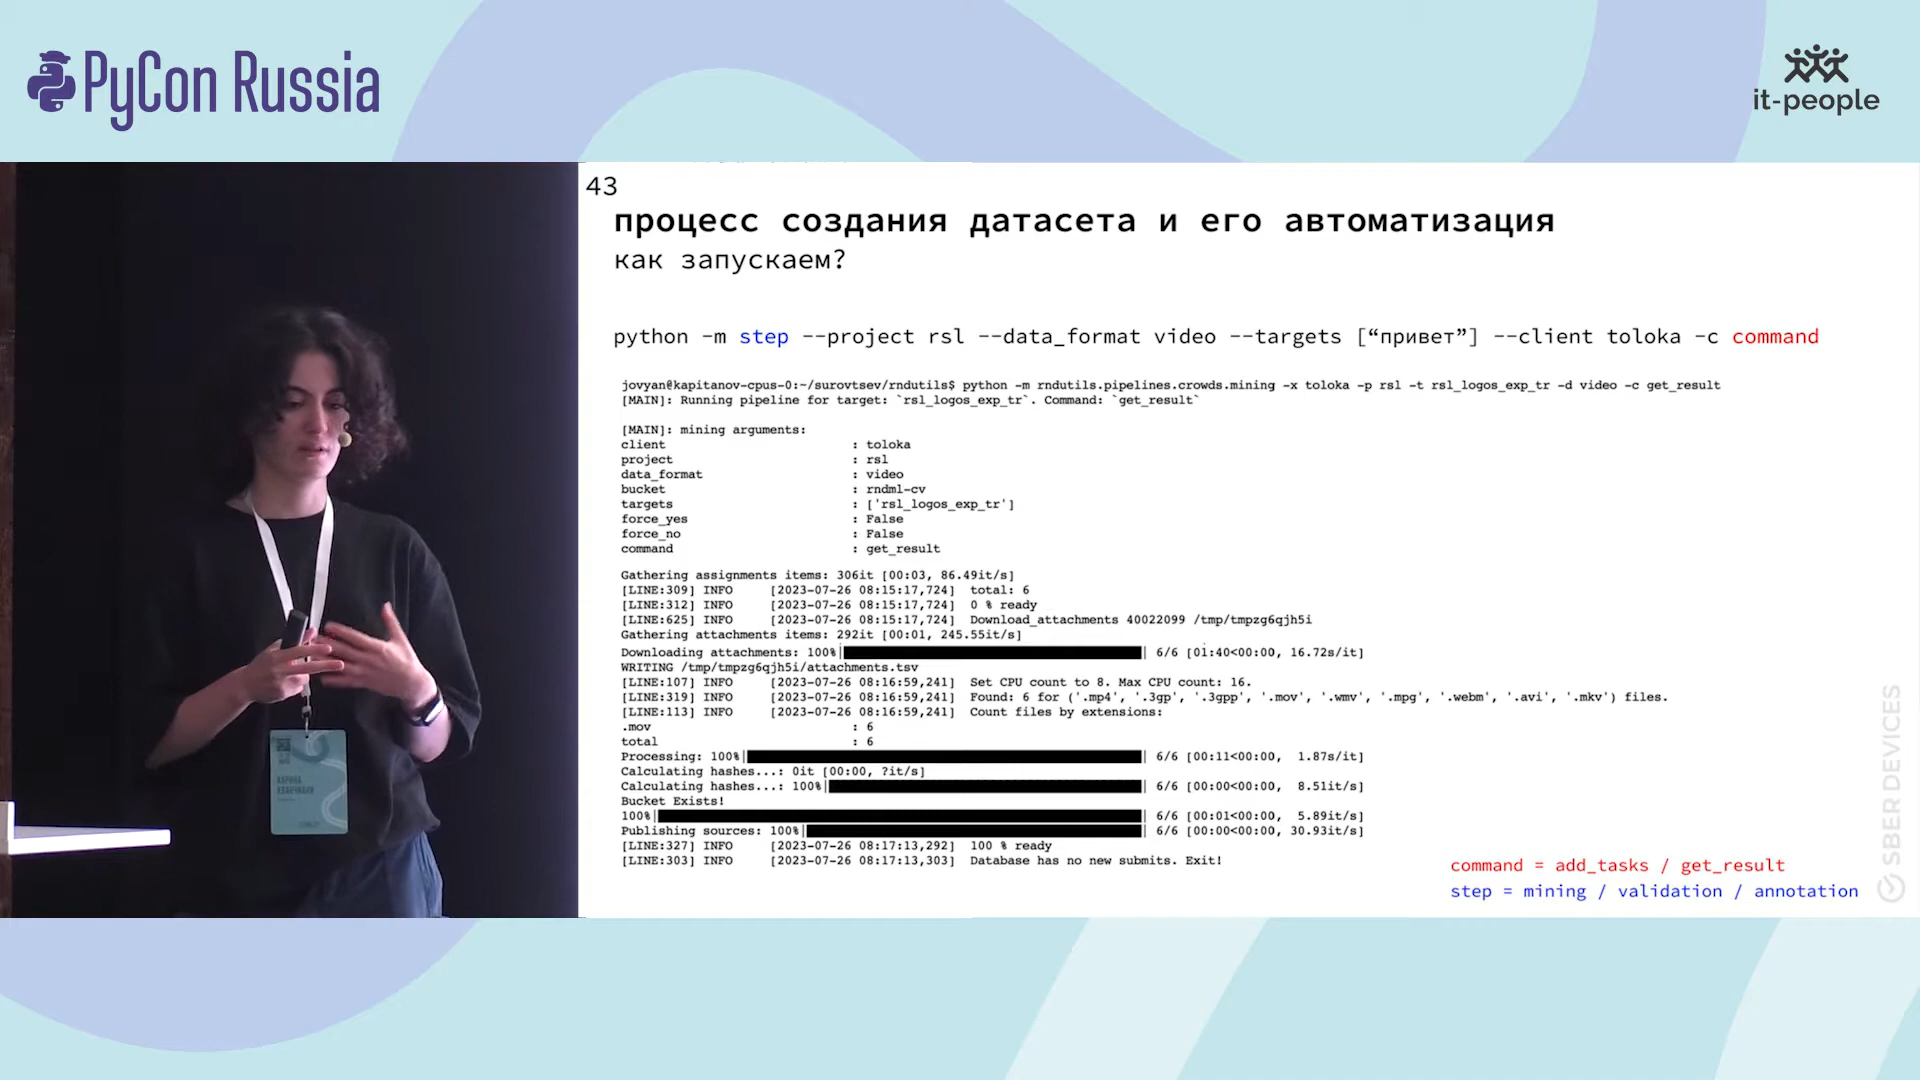 PyCon Russia
it-people
43
процесс создания датасета и его автоматизация
как запускаем?
python -m step --project rsl --data_format video --targets [“привет”] --client toloka -c command
jovyan@kapitanov-cpus-0:~/surovtsev/rndutils$ python -m rndutils.pipelines.crowds.mining -x toloka -p rsl -t rsl_logos_exp_tr -d video -c get_result
[MAIN]: Running pipeline for target: `rsl_logos_exp_tr`. Command: `get_result`
[MAIN]: mining arguments:
client : toloka
project : rsl
data_format : video
bucket : rndml-cv
targets : ['rsl_logos_exp_tr']
force_yes : False
force_no : False
command : get_result
Gathering assignments items: 306it [00:03, 86.49it/s]
[LINE:309] INFO [2023-07-26 08:15:17,724] total: 6
[LINE:312] INFO [2023-07-26 08:15:17,724] 0 % ready
[LINE:625] INFO [2023-07-26 08:15:17,724] Download_attachments 40022099 /tmp/tmpzg6qjh5i
Gathering attachments items: 292it [00:01, 245.55it/s]
Downloading attachments: 100%| | 6/6 [01:40<00:00, 16.72s/it]
WRITING /tmp/tmpzg6qjh5i/attachments.tsv
[LINE:107] INFO [2023-07-26 08:16:59,241] Set CPU count to 8. Max CPU count: 16.
[LINE:319] INFO [2023-07-26 08:16:59,241] Found: 6 for ('.mp4', '.3gp', '.3gpp', '.mov', '.wmv', '.mpg', '.webm', '.avi', '.mkv') files.
[LINE:113] INFO [2023-07-26 08:16:59,241] Count files by extensions:
.mov : 6
total : 6
Processing: 100%| | 6/6 [00:11<00:00, 1.87s/it]
Calculating hashes...: 0it [00:00, ?it/s]
Calculating hashes...: 100%| | 6/6 [00:00<00:00, 8.51it/s]
Bucket Exists!
100%| | 6/6 [00:01<00:00, 5.89it/s]
Publishing sources: 100%| | 6/6 [00:00<00:00, 30.93it/s]
[LINE:327] INFO [2023-07-26 08:17:13,292] 100 % ready
[LINE:303] INFO [2023-07-26 08:17:13,303] Database has no new submits. Exit!
command = add_tasks / get_result
step = mining / validation / annotation
SBER DEVICES